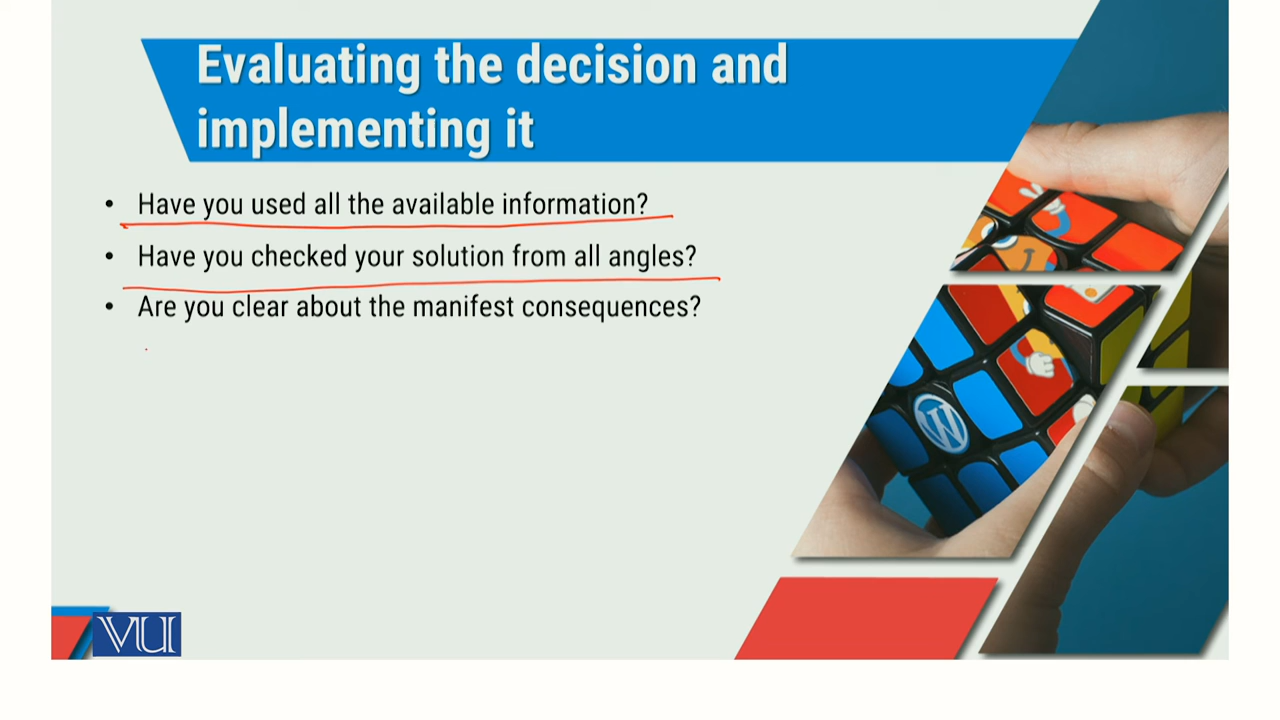 Evaluating the decision and
implementing it
• Have you used all the available information?
• Have you checked your solution from all angles?
• Are you clear about the manifest consequences?
W
VU